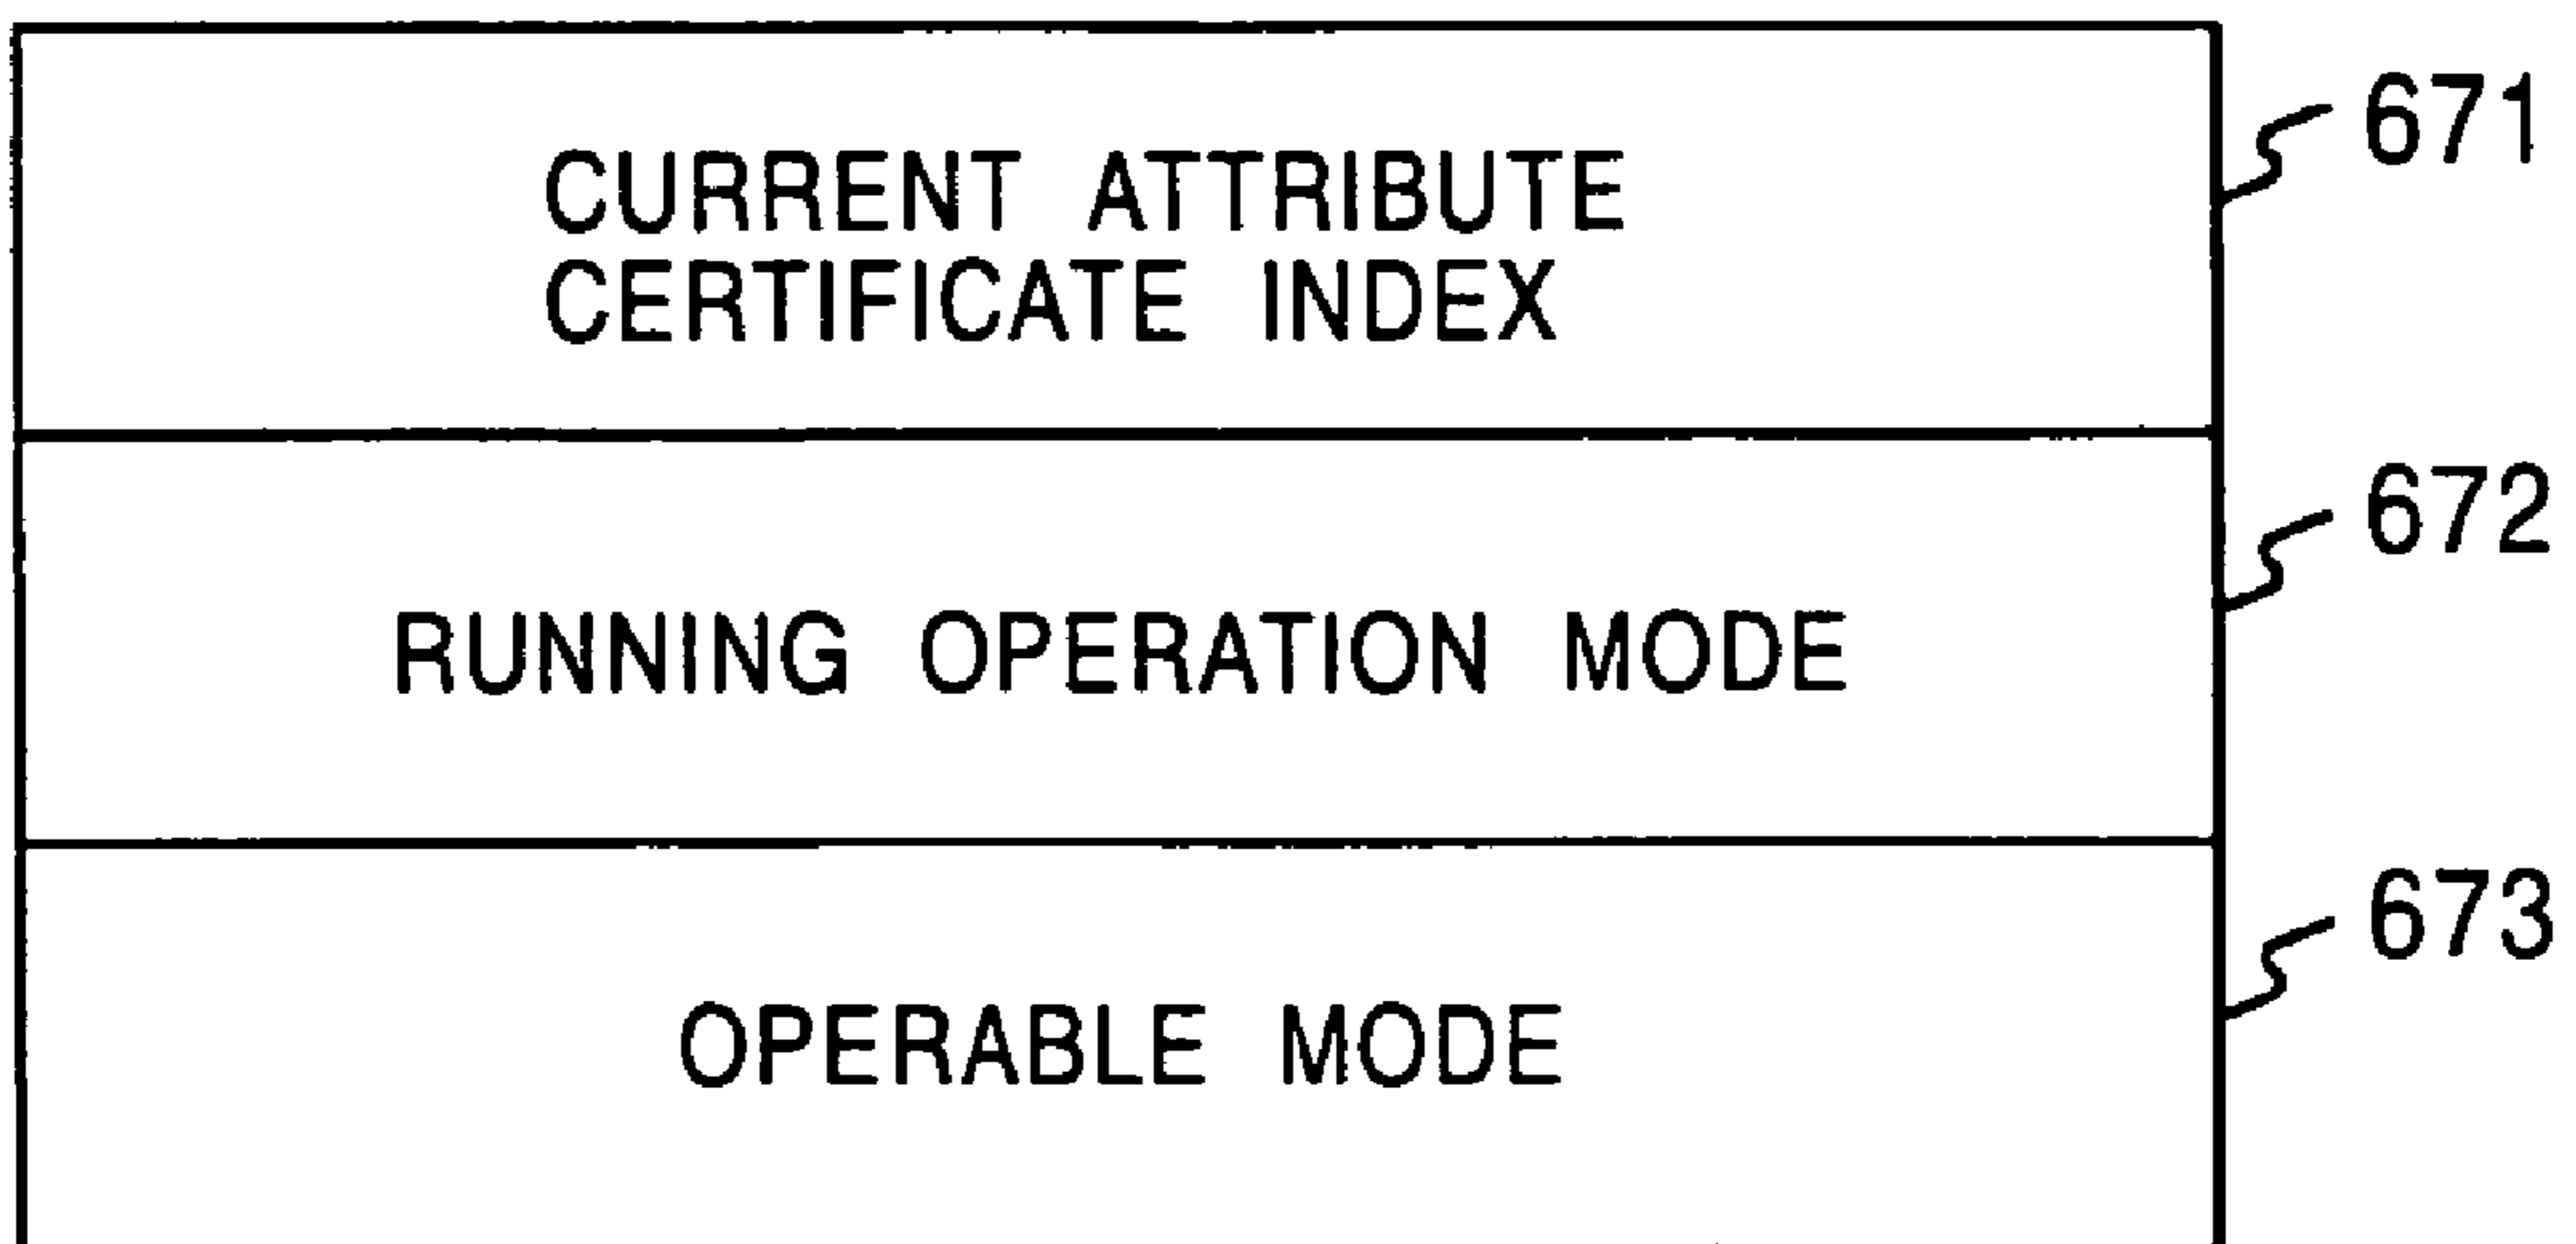 671
CURRENT ATTRIBUTE
CERTIFICATE INDEX
672
RUNNING OPERATION MODE
673
OPERABLE MODE